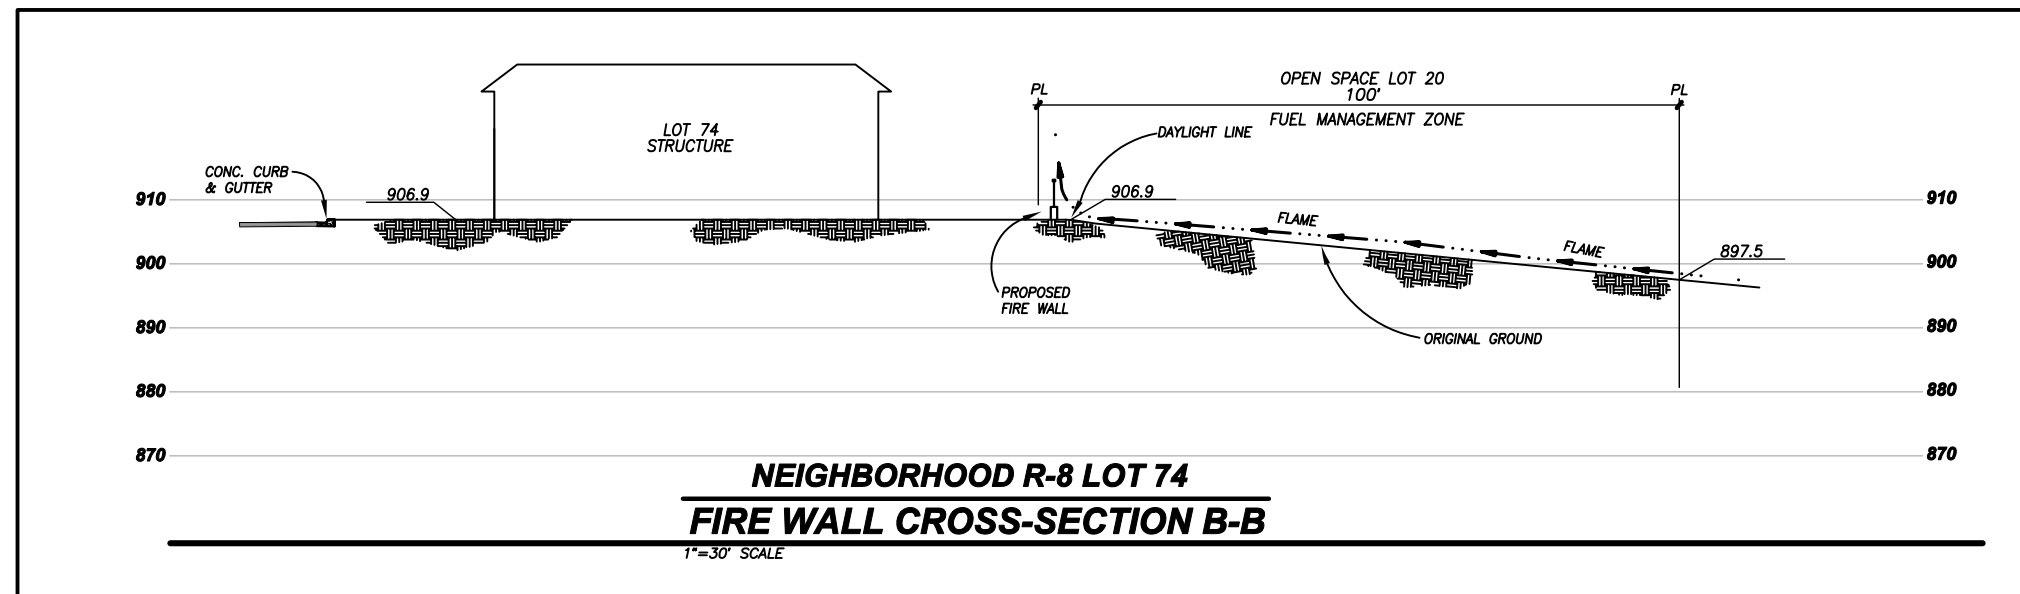 OPEN SPACE LOT 20
100'
PL
PL
FUEL MANAGEMENT ZONE
LOT 74
STRUCTURE
DAYLIGHT LINE
CONC. CURB
& GUTTER
906.9
906.9
910
910
FLAME
FLAME
897.5
900
900
PROPOSED
FIRE WALL
ORIGINAL GROUND
890
890
880
880
870
870
NEIGHBORHOOD R-8 LOT 74
FIRE WALL CROSS-SECTION B-B
1"=30' SCALE